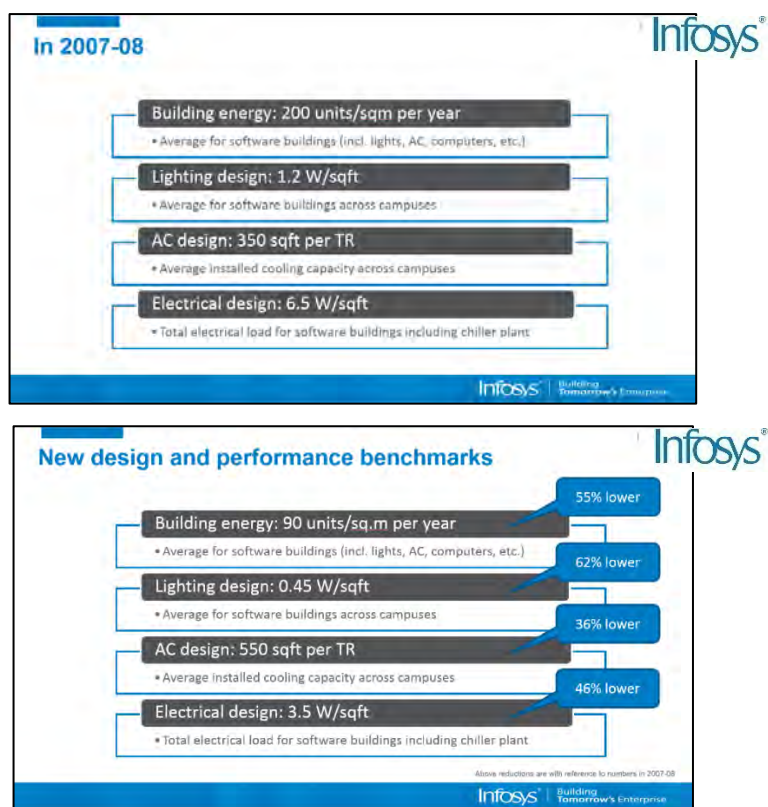 In 2007-08
Infosys®
Building energy: 200 units/sqm per year
• Average for software buildings (incl. lights, AC, computers, etc.)
Lighting design: 1.2 W/sqft
• Average for software buildings across campuses
AC design: 350 sqft per TR
• Average installed cooling capacity across campuses
Electrical design: 6.5 W/sqft
• Total electrical load for software buildings including chiller plant
Infosys® | Building
Tomorrow's Enterprise
New design and performance benchmarks
Infosys®
55% lower
Building energy: 90 units/sq.m per year
• Average for software buildings (incl. lights, AC, computers, etc.)
62% lower
Lighting design: 0.45 W/sqft
• Average for software buildings across campuses
36% lower
AC design: 550 sqft per TR
• Average installed cooling capacity across campuses
46% lower
Electrical design: 3.5 W/sqft
• Total electrical load for software buildings including chiller plant
Above reductions are with reference to numbers in 2007-08
Infosys® | Building
Tomorrow's Enterprise